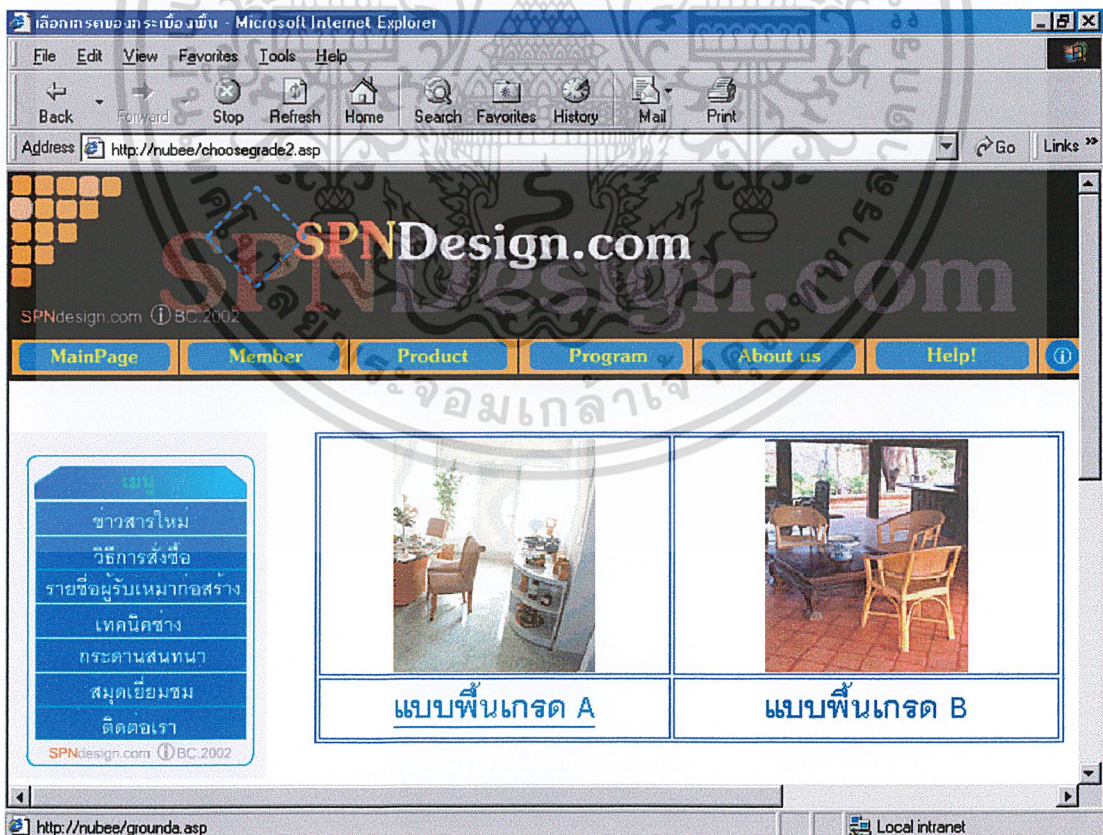 เลือกเกรดของกระเบื้องพื้น - Microsoft Internet Explorer
File Edit View Favorites Tools Help
Back Forward Stop Refresh Home Search Favorites History Mail Print
Address http://nubee/choosegrade2.asp Go Links »
SPNDesign.com
SPNDesign.com
SPNdesign.com ⓘ BC.2002
MainPage Member Product Program About us Help! ⓘ
เมนู
ข่าวสารใหม่
วิธีการสั่งซื้อ
รายชื่อผู้รับเหมาก่อสร้าง
เทคนิคช่าง
กระดานสนทนา
สมุดเยี่ยมชม
ติดต่อเรา
SPNdesign.com ⓘ BC.2002
แบบพื้นเกรด A แบบพื้นเกรด B
http://nubee/grounda.asp Local intranet